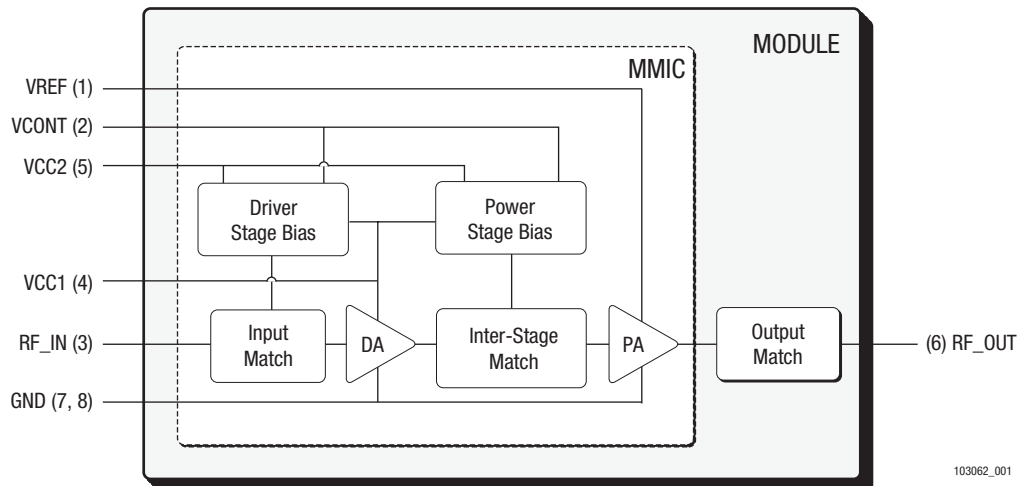 MODULE
MMIC
VREF (1)
VCONT (2)
VCC2 (5)
Driver
Stage Bias
Power
Stage Bias
VCC1 (4)
RF_IN (3)
Input
Match
DA
Inter-Stage
Match
PA
Output
Match
(6) RF_OUT
GND (7, 8)
103062_001